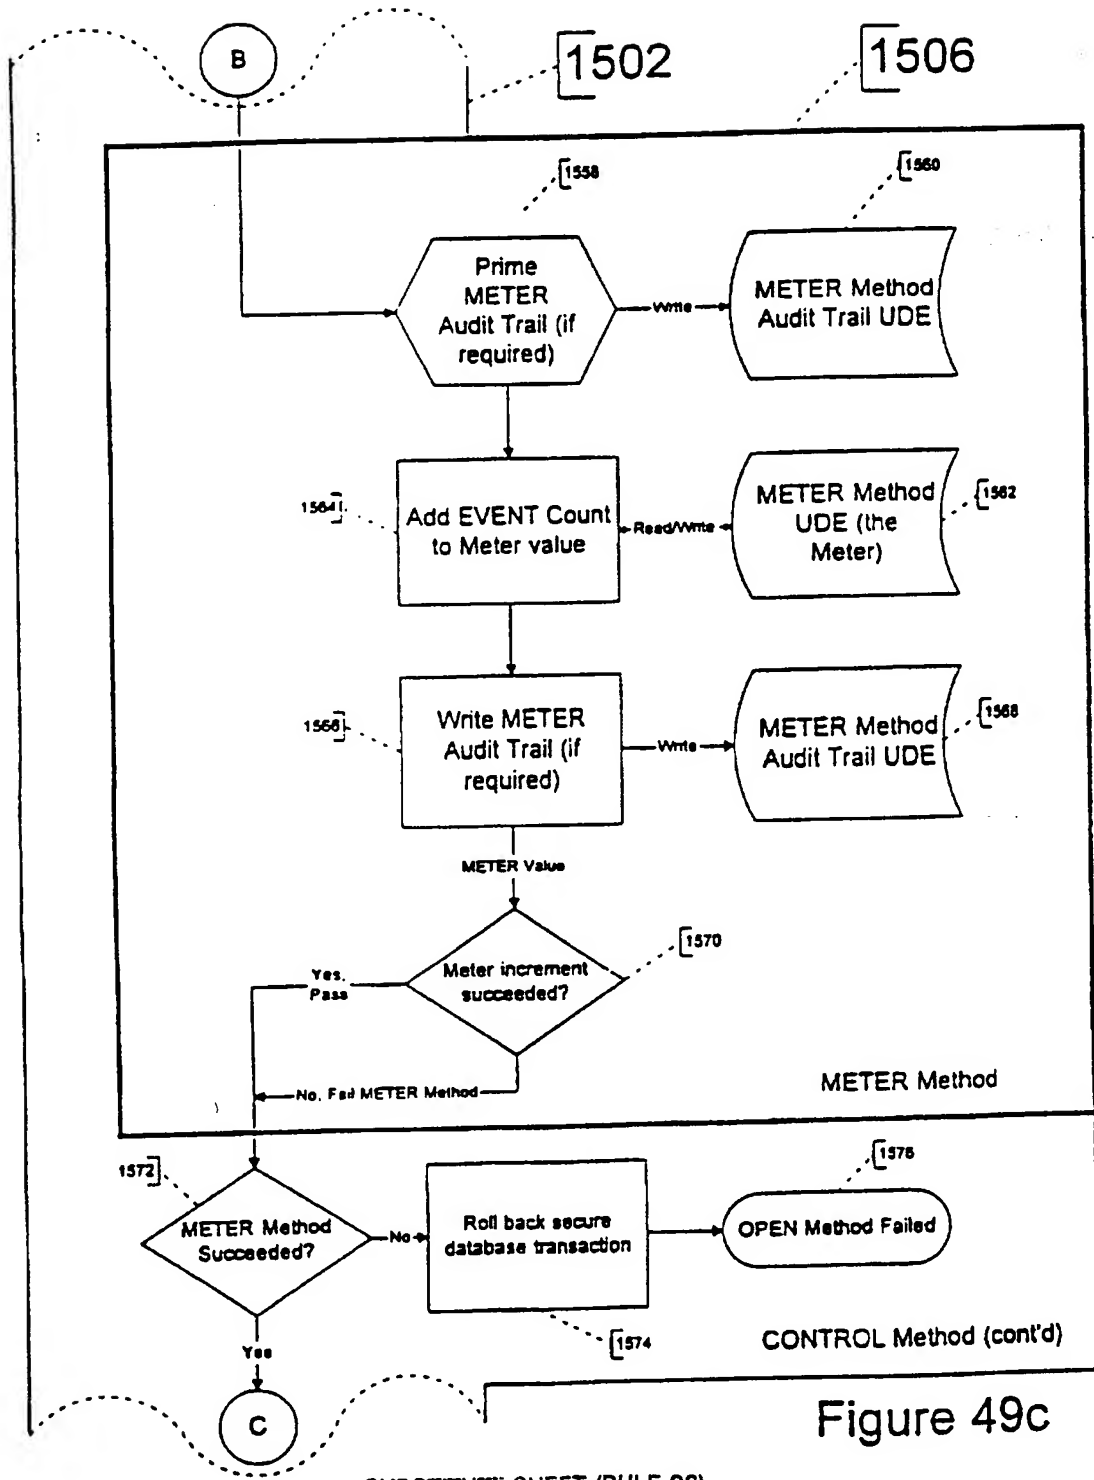 B
1502
1506
1558
1560
Prime
METER
Audit Trail (if
required)
Write
METER Method
Audit Trail UDE
1564
Add EVENT Count
to Meter value
Read/Write
METER Method
UDE (the
Meter)
1562
1566
Write METER
Audit Trail (if
required)
Write
METER Method
Audit Trail UDE
1568
METER Value
Meter increment
succeeded?
1570
Yes,
Pass
No, Fail METER Method
METER Method
1572
METER Method
Succeeded?
No
Roll back secure
database transaction
1576
OPEN Method Failed
1574
CONTROL Method (cont'd)
Yes
C
Figure 49c